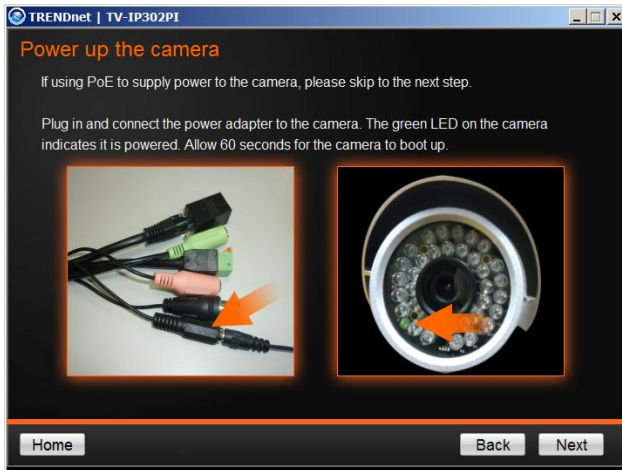 TRENDnet | TV-IP302PI
Power up the camera
If using PoE to supply power to the camera, please skip to the next step.
Plug in and connect the power adapter to the camera. The green LED on the camera
indicates it is powered. Allow 60 seconds for the camera to boot up.
Home
Back
Next